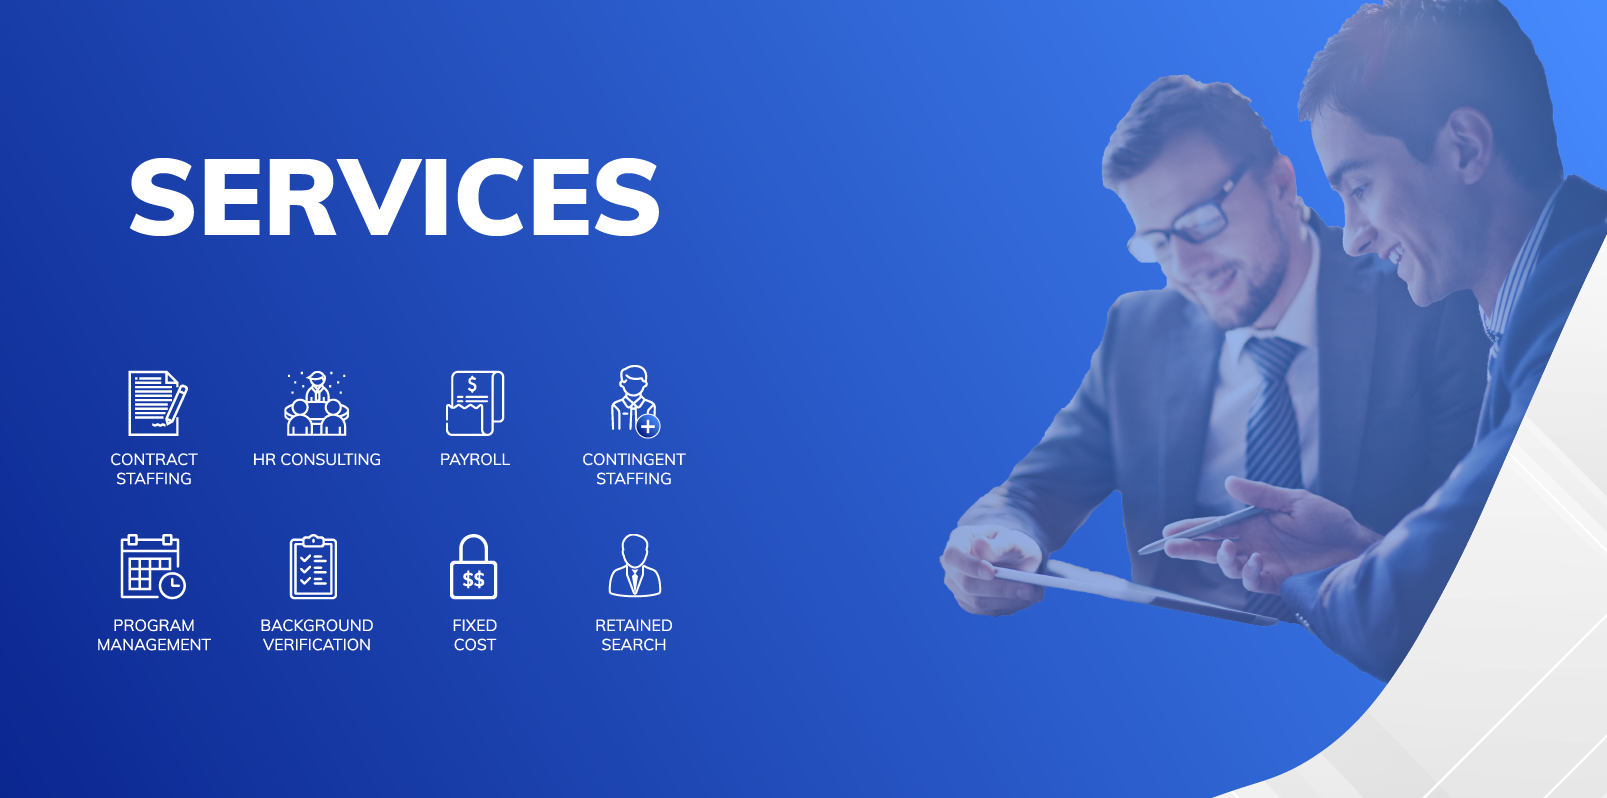 SERVICES
CONTRACT
STAFFING
HR CONSULTING
PAYROLL
CONTINGENT
STAFFING
PROGRAM
MANAGEMENT
BACKGROUND
VERIFICATION
$$
FIXED
COST
RETAINED
SEARCH